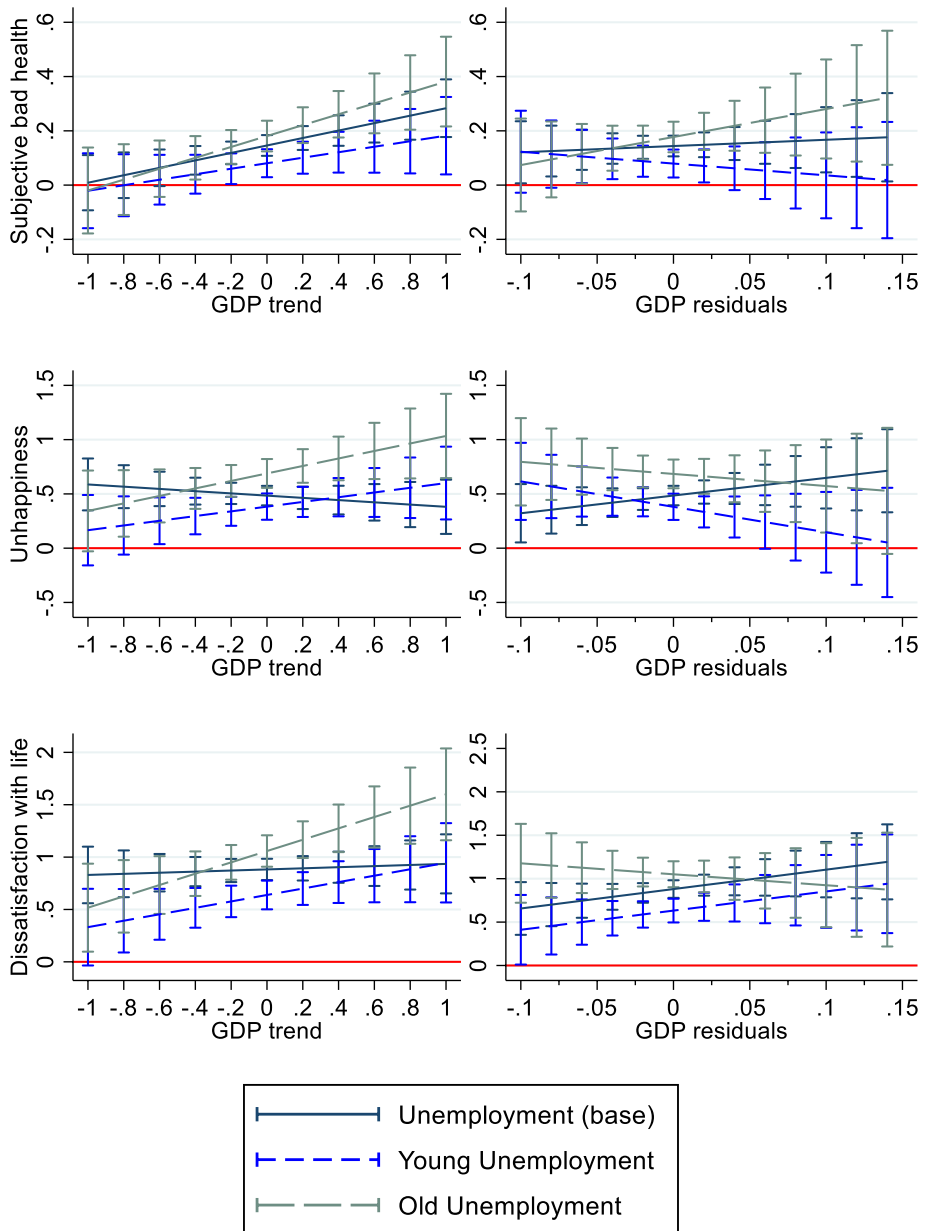 Subjective bad health
.6
.4
.2
0
-.2
-1 -.8 -.6 -.4 -.2 0 .2 .4 .6 .8 1
GDP trend
.6
.4
.2
0
-.2
-.1 -.05 0 .05 .1 .15
GDP residuals
Unhappiness
1.5
1
.5
0
-.5
-1 -.8 -.6 -.4 -.2 0 .2 .4 .6 .8 1
GDP trend
1.5
1
.5
0
-.5
-.1 -.05 0 .05 .1 .15
GDP residuals
Dissatisfaction with life
2
1.5
1
.5
0
-1 -.8 -.6 -.4 -.2 0 .2 .4 .6 .8 1
GDP trend
2.5
2
1.5
1
.5
0
-.1 -.05 0 .05 .1 .15
GDP residuals
Unemployment (base)
Young Unemployment
Old Unemployment